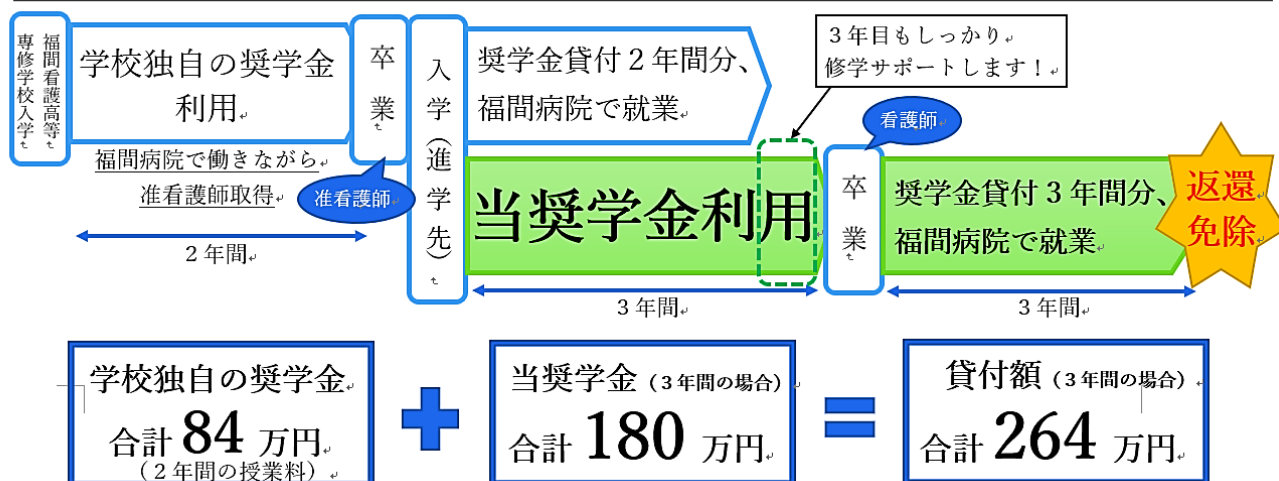 福間看護高等
専修学校入学
学校独自の奨学金
利用
福間病院で働きながら
准看護師取得
2年間
卒業
准看護師
入学(進学先)
奨学金貸付2年間分、
福間病院で就業
3年目もしっかり
修学サポートします!
当奨学金利用
3年間
看護師
卒業
奨学金貸付3年間分、
福間病院で就業
3年間
返還
免除
学校独自の奨学金
合計84万円
(2年間の授業料)
+
当奨学金(3年間の場合)
合計180万円
=
貸付額(3年間の場合)
合計264万円